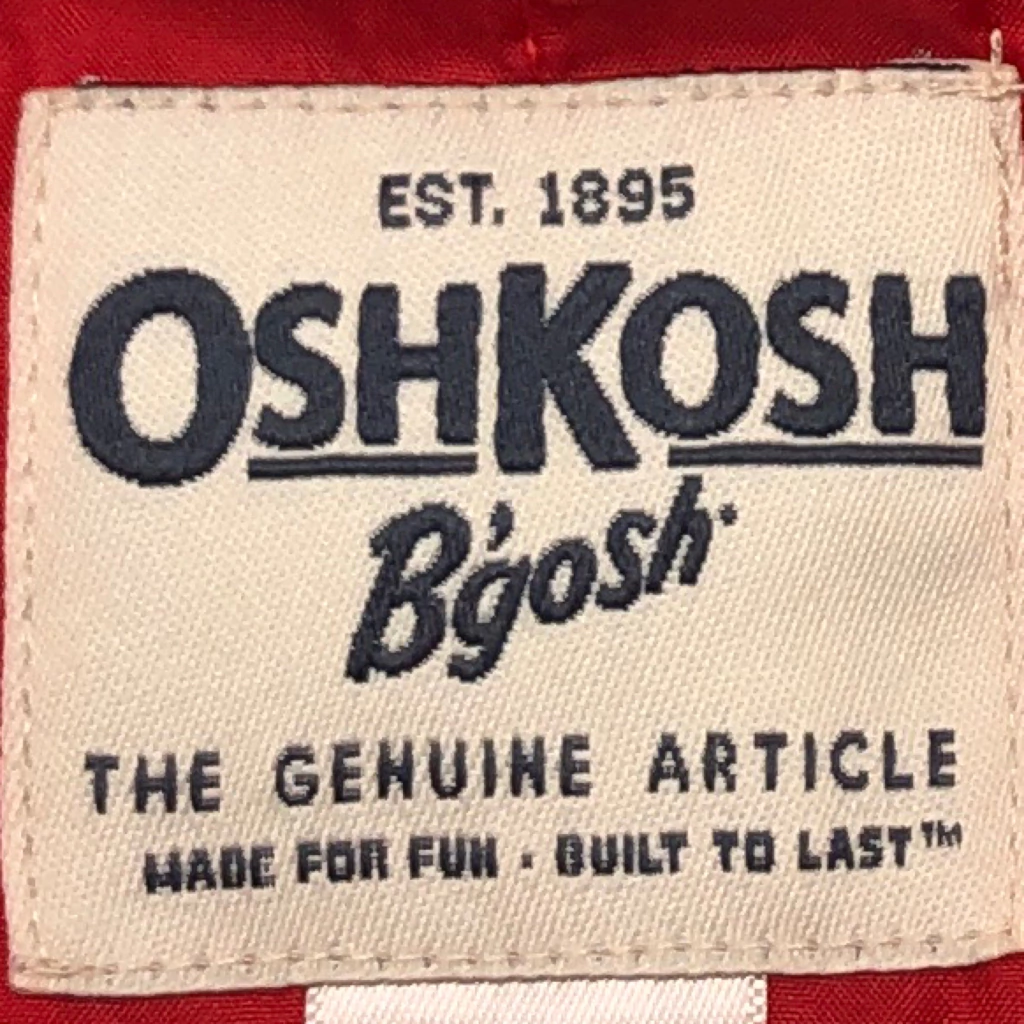 EST. 1895
OSHKOSH
B'gosh
THE GENUINE ARTICLE
MADE FOR FUN · BUILT TO LAST™